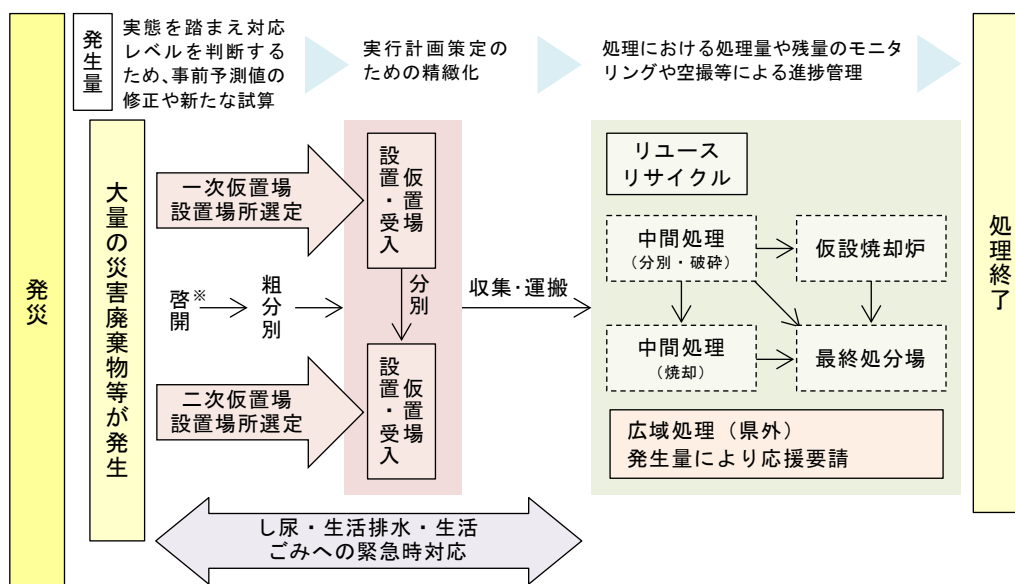 発災
発生量
実態を踏まえ対応
レベルを判断する
ため、事前予測値の
修正や新たな試算
実行計画策定の
ための精緻化
処理における処理量や残量のモニタ
リングや空撮等による進捗管理
処理終了
大量の災害廃棄物等が発生
一次仮置場
設置場所選定
仮置場
設置・受入
啓開※
粗分別
分別
収集・運搬
二次仮置場
設置場所選定
仮置場
設置・受入
リユース
リサイクル
中間処理
(分別・破砕)
仮設焼却炉
中間処理
(焼却)
最終処分場
広域処理(県外)
発生量により応援要請
し尿・生活排水・生活
ごみへの緊急時対応